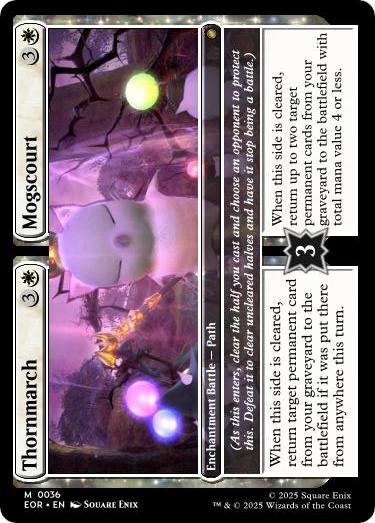 Thornmarch
3
Mogscourt
3
Enchantment Battle — Path
(As this enters, clear the half you cast and choose an opponent to protect
this. Defeat it to clear uncleared halves and have it stop being a battle.)
When this side is cleared,
return target permanent card
from your graveyard to the
battlefield if it was put there
from anywhere this turn.
3
When this side is cleared,
return up to two target
permanent cards from your
graveyard to the battlefield with
total mana value 4 or less.
M 0036
EOR • EN SQUARE ENIX
© 2025 Square Enix
™ & © 2025 Wizards of the Coast